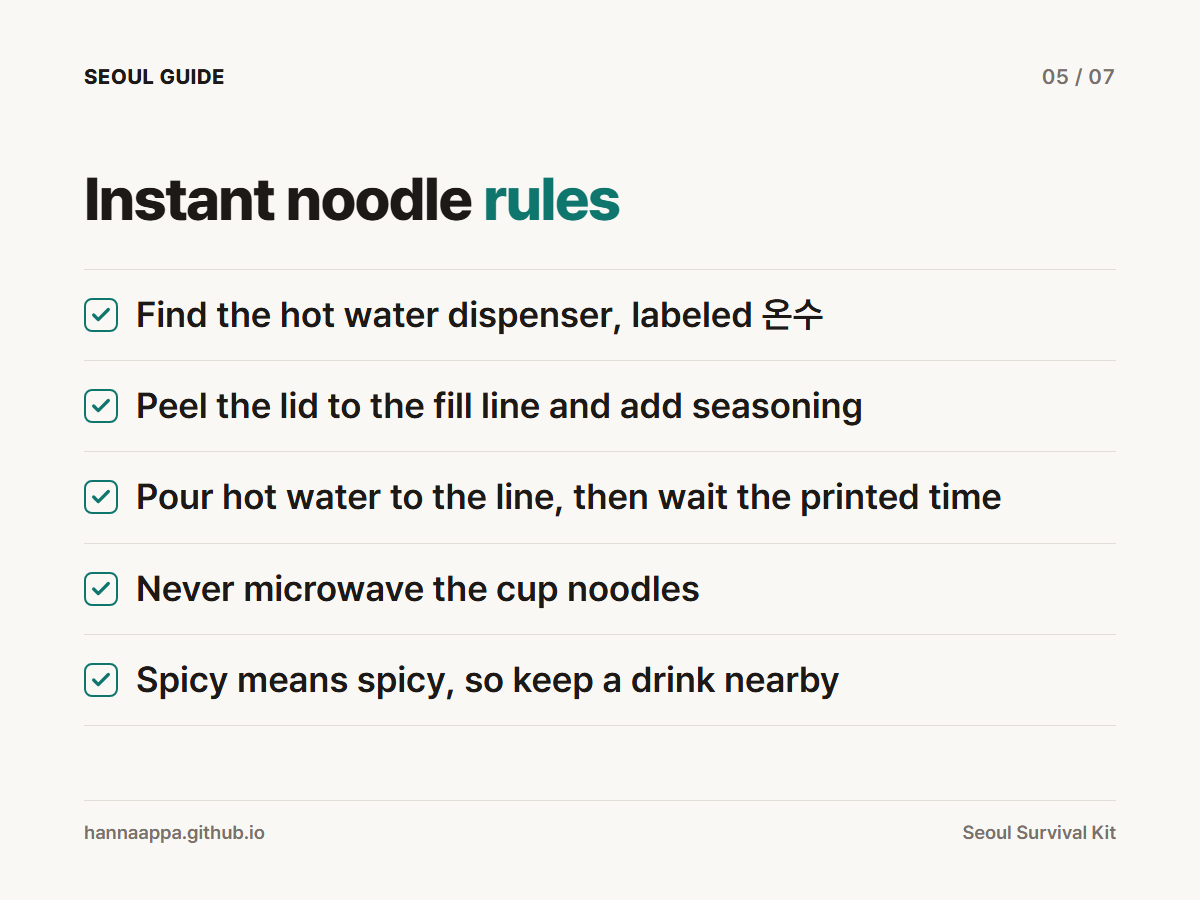 SEOUL GUIDE
05 / 07
Instant noodle rules
Find the hot water dispenser, labeled 온수
Peel the lid to the fill line and add seasoning
Pour hot water to the line, then wait the printed time
Never microwave the cup noodles
Spicy means spicy, so keep a drink nearby
hannaappa.github.io
Seoul Survival Kit